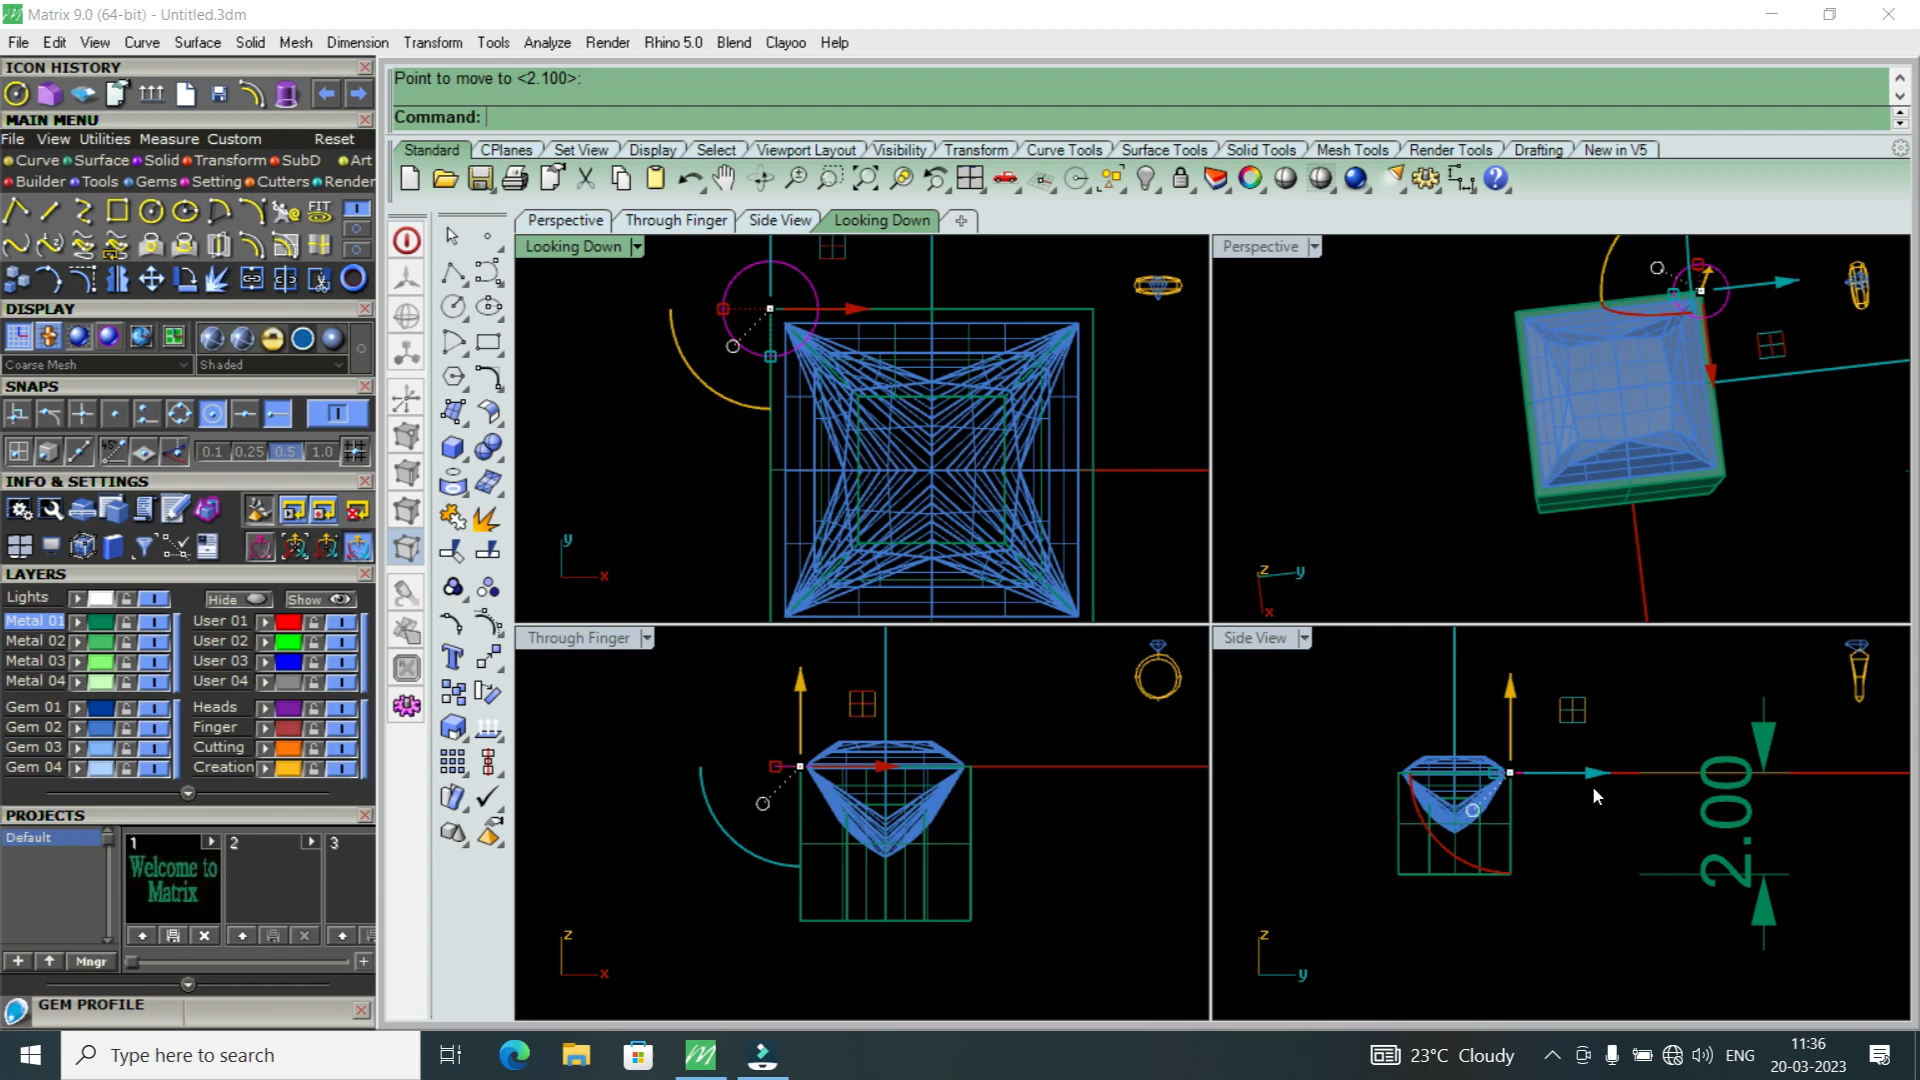 Matrix 9.0 (64-bit) - Untitled.3dm
File Edit View Curve Surface Solid Mesh Dimension Transform Tools Analyze Render Rhino 5.0 Blend Clayoo Help
ICON HISTORY
MAIN MENU
File View Utilities Measure Custom Reset
Curve Surface Solid Transform SubD Art
Builder Tools Gems Setting Cutters Render
FIT
DISPLAY
Coarse Mesh Shaded
SNAPS
0.1 0.25 0.5 1.0
INFO & SETTINGS
LAYERS
Lights Hide Show
Metal 01 User 01
Metal 02 User 02
Metal 03 User 03
Metal 04 User 04
Gem 01 Heads
Gem 02 Finger
Gem 03 Cutting
Gem 04 Creation
PROJECTS
Default
1 2 3
Welcome to
Matrix
Mngr
GEM PROFILE
Point to move to <2.100>:
Command:
Standard CPlanes Set View Display Select Viewport Layout Visibility Transform Curve Tools Surface Tools Solid Tools Mesh Tools Render Tools Drafting New in V5
Perspective Through Finger Side View Looking Down
Looking Down
y
x
Perspective
z
y
x
Through Finger
z
x
Side View
2.00
z
y
Type here to search
23°C Cloudy
ENG
11:36
20-03-2023